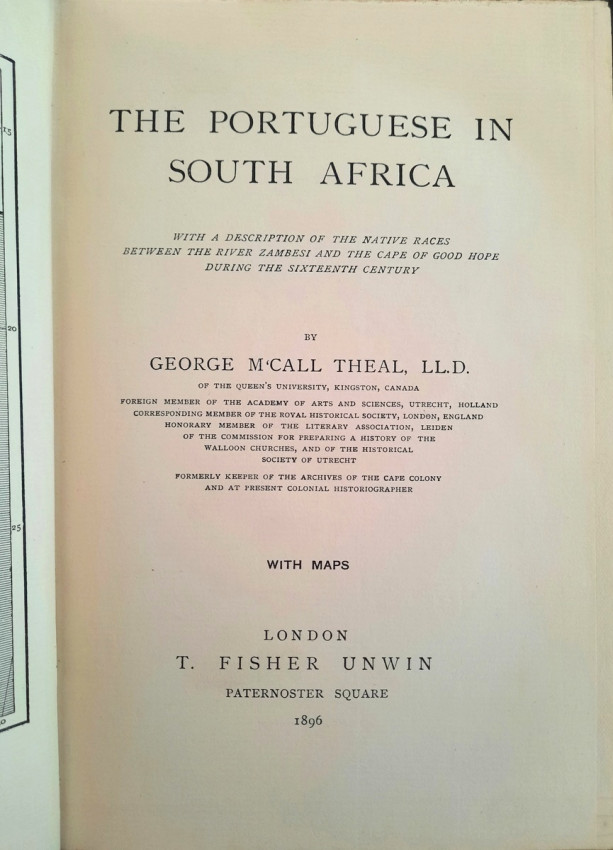 THE PORTUGUESE IN
SOUTH AFRICA
WITH A DESCRIPTION OF THE NATIVE RACES
BETWEEN THE RIVER ZAMBESI AND THE CAPE OF GOOD HOPE
DURING THE SIXTEENTH CENTURY
BY
GEORGE M‘CALL THEAL, LL.D.
OF THE QUEEN'S UNIVERSITY, KINGSTON, CANADA
FOREIGN MEMBER OF THE ACADEMY OF ARTS AND SCIENCES, UTRECHT, HOLLAND
CORRESPONDING MEMBER OF THE ROYAL HISTORICAL SOCIETY, LONDON, ENGLAND
HONORARY MEMBER OF THE LITERARY ASSOCIATION, LEIDEN
OF THE COMMISSION FOR PREPARING A HISTORY OF THE
WALLOON CHURCHES, AND OF THE HISTORICAL
SOCIETY OF UTRECHT
FORMERLY KEEPER OF THE ARCHIVES OF THE CAPE COLONY
AND AT PRESENT COLONIAL HISTORIOGRAPHER
WITH MAPS
LONDON
T. FISHER UNWIN
PATERNOSTER SQUARE
1896
15
20
25